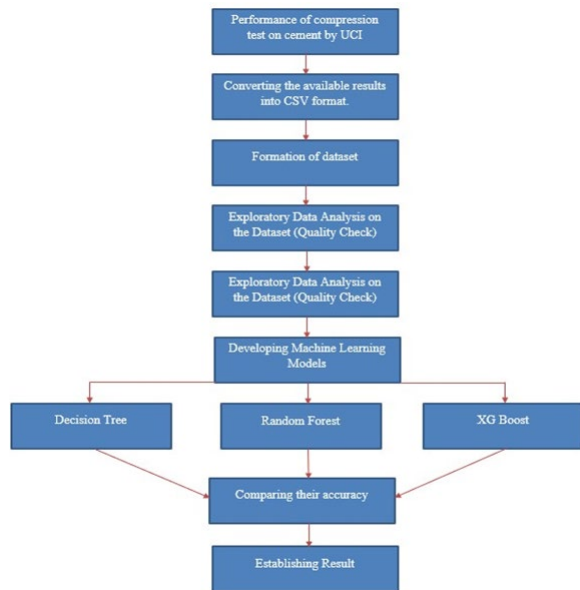 Performance of compression
test on cement by UCI
Converting the available results
into CSV format.
Formation of dataset
Exploratory Data Analysis on
the Dataset (Quality Check)
Exploratory Data Analysis on
the Dataset (Quality Check)
Developing Machine Learning
Models
Decision Tree
Random Forest
XG Boost
Comparing their accuracy
Establishing Result